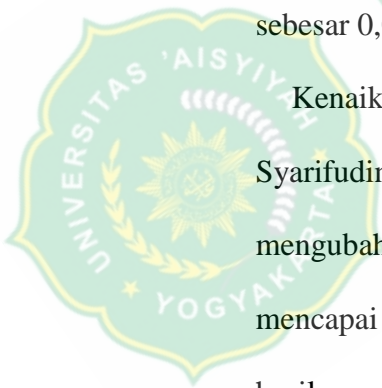 sebesar 0,
Kenaik
Syarifudin
mengubah
mencapai
UNIVERSITAS 'AISYIYAH
YOGYAKARTA